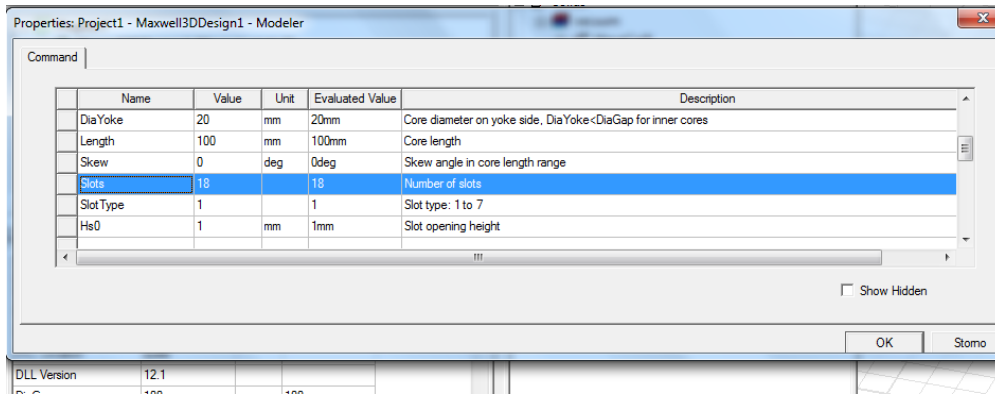 Properties: Project1 - Maxwell3DDesign1 - Modeler
Command
Name Value Unit Evaluated Value Description
DiaYoke 20 mm 20mm Core diameter on yoke side, DiaYoke<DiaGap for inner cores
Length 100 mm 100mm Core length
Skew 0 deg 0deg Skew angle in core length range
Slots 18 18 Number of slots
SlotType 1 1 Slot type: 1 to 7
Hs0 1 mm 1mm Slot opening height
Show Hidden
OK Stomo
DLL Version 12.1